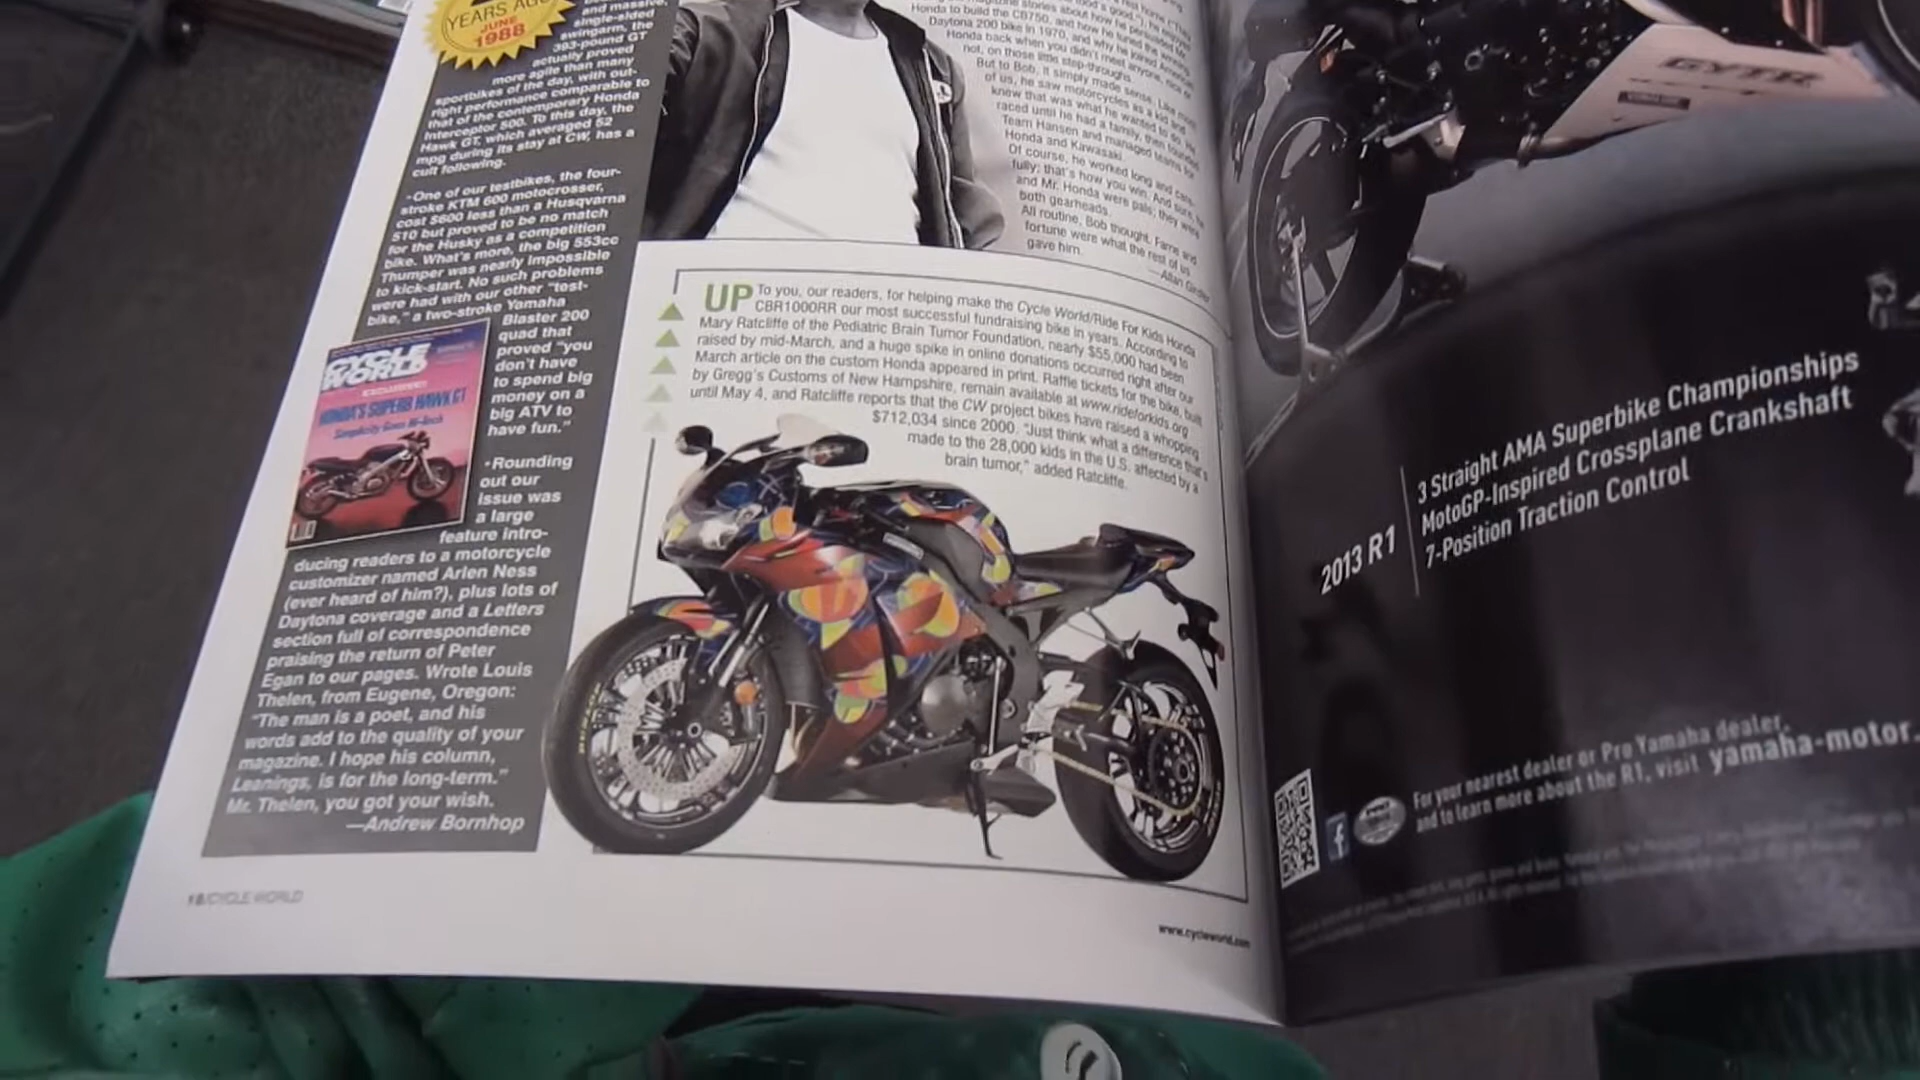 YEARS AGO
JUNE
1988
and massive,
single-sided
swingarm, the
393-pound GT
actually proved
more agile than many
sportbikes of the day, with out-
right performance comparable to
that of the contemporary Honda
Interceptor 500. To this day, the
Hawk GT, which averaged 52
mpg during its stay at CW, has a
cult following.
•One of our testbikes, the four-
stroke KTM 600 motocrosser,
cost $600 less than a Husqvarna
510 but proved to be no match
for the Husky as a competition
bike. What's more, the big 553cc
Thumper was nearly impossible
to kick-start. No such problems
were had with our other "test-
bike," a two-stroke Yamaha
Blaster 200
quad that
proved "you
don't have
to spend big
money on a
big ATV to
have fun."
CYCLE
WORLD
HONDA'S SUPERB HAWK GT
•Rounding
out our
issue was
a large
feature intro-
ducing readers to a motorcycle
customizer named Arlen Ness
(ever heard of him?), plus lots of
Daytona coverage and a Letters
section full of correspondence
praising the return of Peter
Egan to our pages. Wrote Louis
Thelen, from Eugene, Oregon:
"The man is a poet, and his
words add to the quality of your
magazine. I hope his column,
Leanings, is for the long-term."
Mr. Thelen, you got your wish.
—Andrew Bornhop
18/CYCLE WORLD
Honda to build the CB750, and how he tuned the winning
Daytona 200 bike in 1970, and why he joined American
Honda back when you didn't meet anyone, nice or
not, on those little step-throughs.
But to Bob, it simply made sense. Like
of us, he saw motorcycles as a kid and
knew that was what he wanted to do. He
raced until he had a family, then founded
Team Hansen and managed teams for
Honda and Kawasaki.
Of course, he worked long and care-
fully; that's how you win. And sure, he
and Mr. Honda were pals; they were
both gearheads.
All routine, Bob thought. Fame and
fortune were what the rest of us
gave him.
—Allan Girdler
UP To you, our readers, for helping make the Cycle World/Ride For Kids Honda
CBR1000RR our most successful fundraising bike in years. According to
Mary Ratcliffe of the Pediatric Brain Tumor Foundation, nearly $55,000 had been
raised by mid-March, and a huge spike in online donations occurred right after our
March article on the custom Honda appeared in print. Raffle tickets for the bike, built
by Gregg's Customs of New Hampshire, remain available at www.rideforkids.org
until May 4, and Ratcliffe reports that the CW project bikes have raised a whopping
$712,034 since 2000. "Just think what a difference that's
made to the 28,000 kids in the U.S. affected by a
brain tumor," added Ratcliffe.
www.cycleworld.com
GYTR
2013 R1
3 Straight AMA Superbike Championships
MotoGP-Inspired Crossplane Crankshaft
7-Position Traction Control
For your nearest dealer or Pro Yamaha dealer,
and to learn more about the R1, visit yamaha-motor.